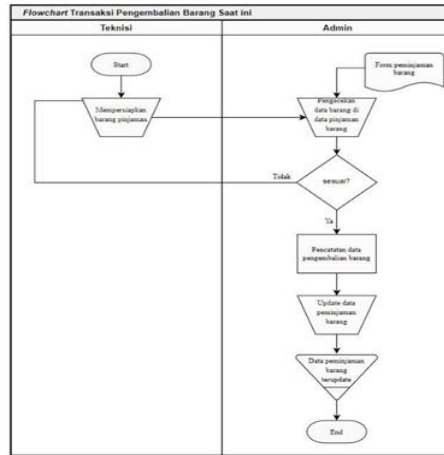 Flowchart Transaksi Pengembalian Barang Saat ini
Teknisi
Admin
Start
Form peminjaman
barang
Mempersiapkan
barang pinjaman
Pengecekan
data barang di
data pinjaman
barang
Tidak
sesuai?
Ya
Pencatatan data
pengembalian barang
Update data
peminjaman
barang
Data peminjaman
barang
terupdate
End